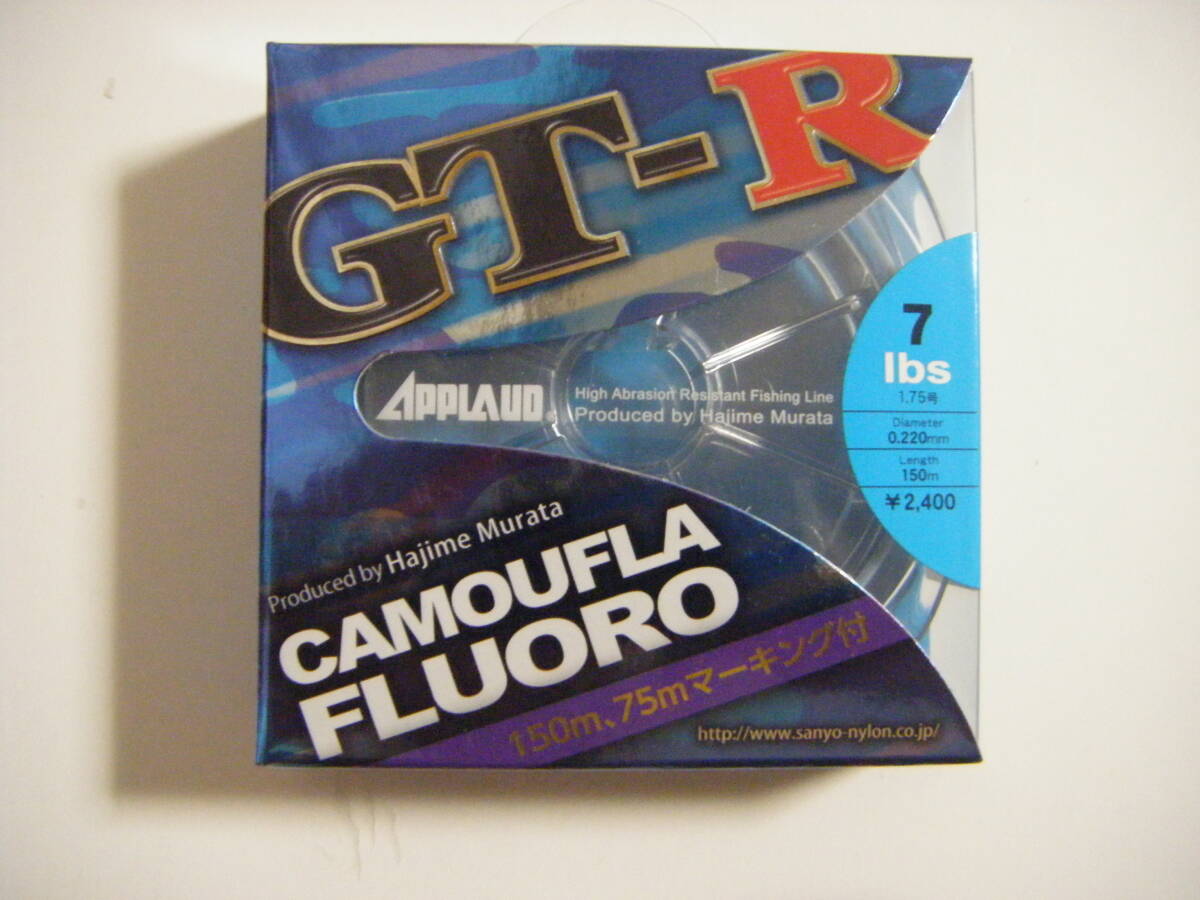 GT-R
APPLAUD®
High Abrasion Resistant Fishing Line
Produced by Hajime Murata
7
lbs
1.75号
Diameter
0.220mm
Length
150m
¥2,400
Produced by Hajime Murata
CAMOUFLA
FLUORO
150m、75mマーキング付
http://www.sanyo-nylon.co.jp/